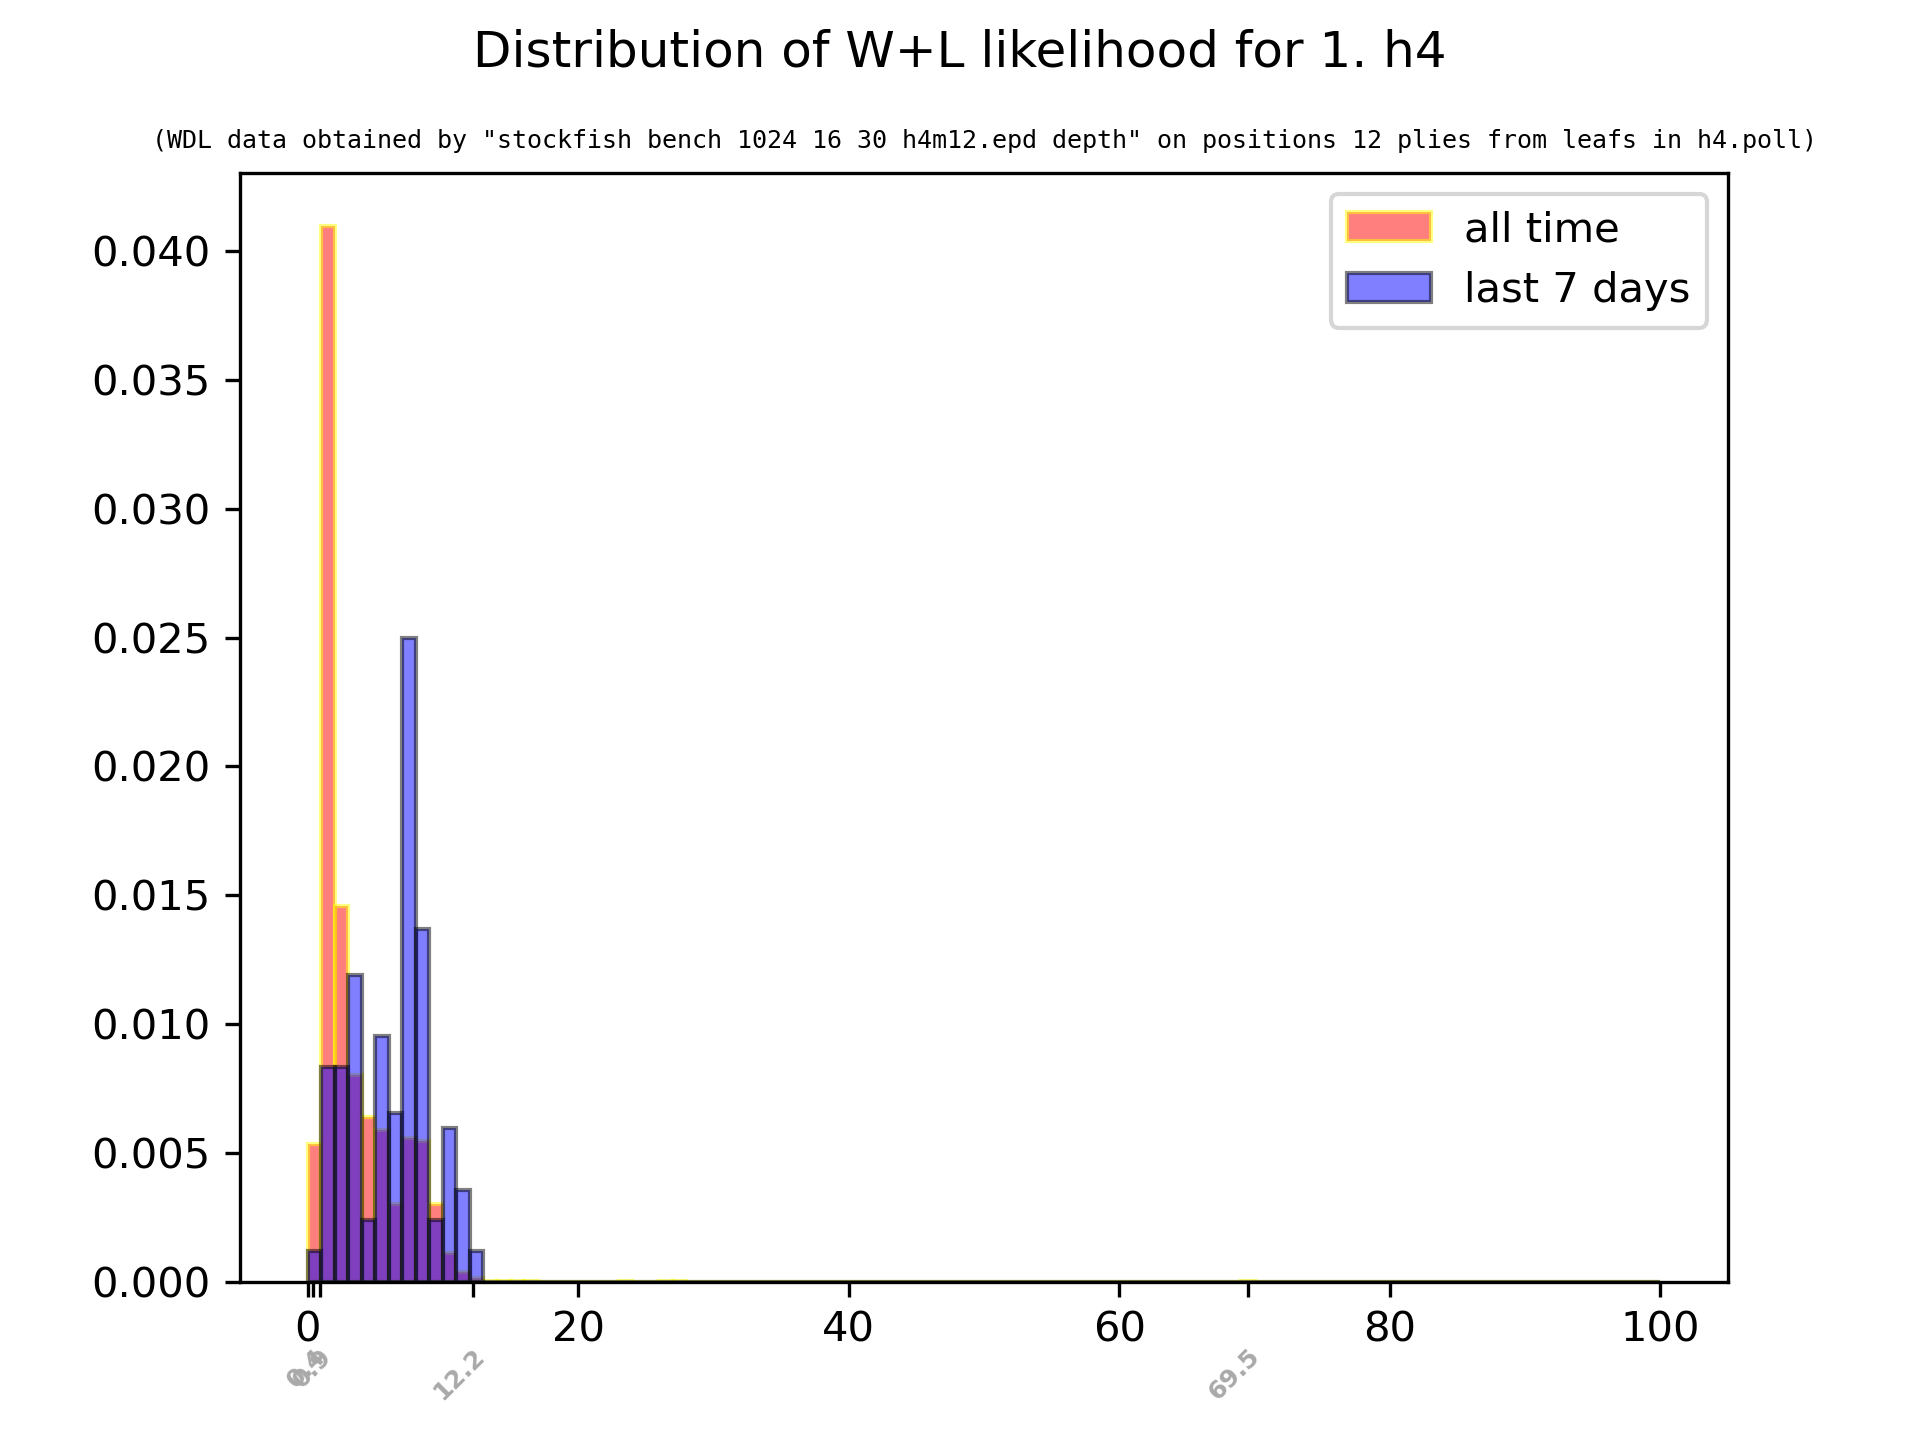 Distribution of W+L likelihood for 1. h4
(WDL data obtained by "stockfish bench 1024 16 30 h4m12.epd depth" on positions 12 plies from leafs in h4.poll)
all time
last 7 days
0.040
0.035
0.030
0.025
0.020
0.015
0.010
0.005
0.000
0 20 40 60 80 100
12.2 69.5